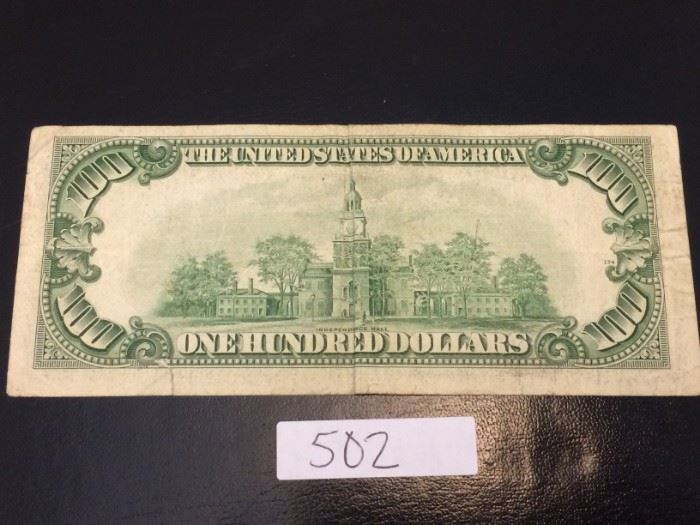 100 THE UNITED STATES OF AMERICA 100
INDEPENDENCE HALL
100 ONE HUNDRED DOLLARS 100
502